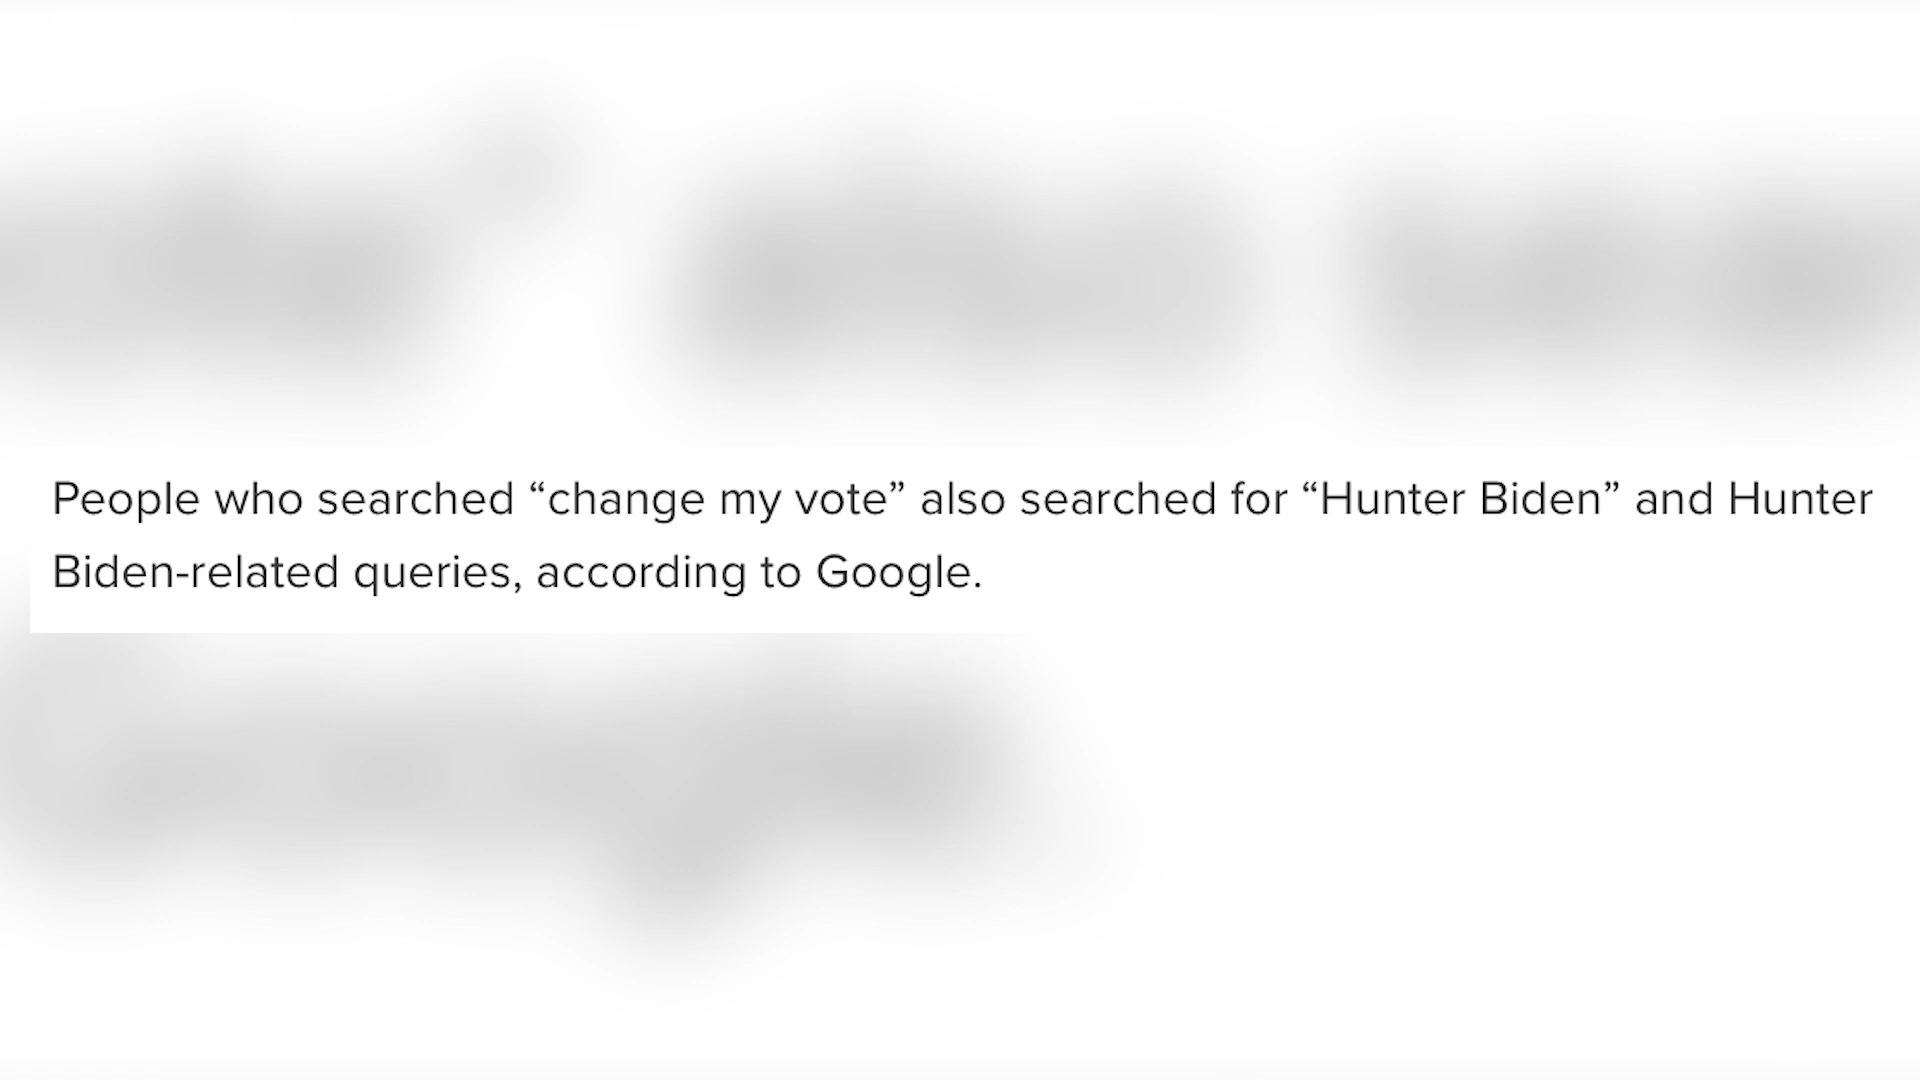 People who searched “change my vote” also searched for “Hunter Biden” and Hunter
Biden-related queries, according to Google.